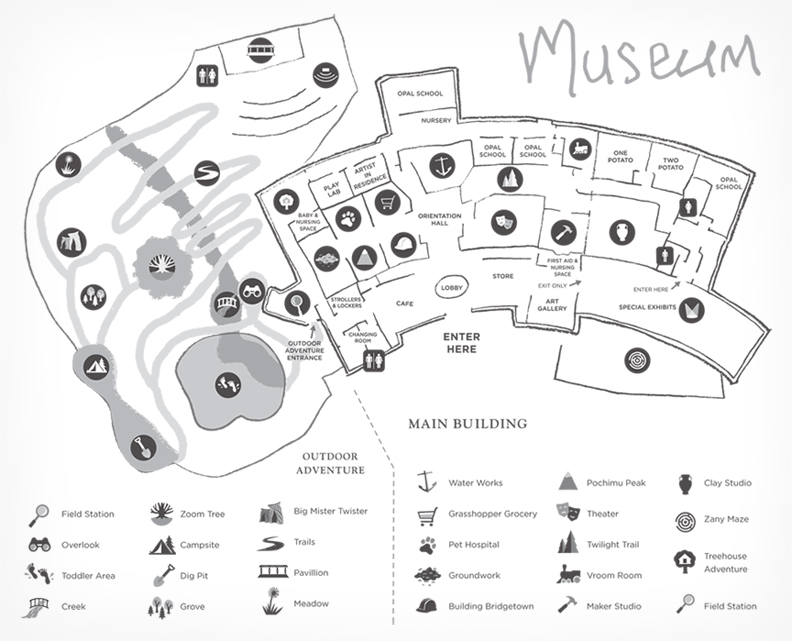 Museum
OPAL SCHOOL
NURSERY
OPAL
SCHOOL
OPAL
SCHOOL
ONE
POTATO
TWO
POTATO
OPAL
SCHOOL
PLAY
LAB
ARTIST
IN
RESIDENCE
BABY &
NURSING
SPACE
ORIENTATION
HALL
FIRST AID &
NURSING
SPACE
STORE
EXIT ONLY
ENTER HERE
LOBBY
STROLLERS
& LOCKERS
CAFE
ART
GALLERY
SPECIAL EXHIBITS
CHANGING
ROOM
ENTER
HERE
OUTDOOR
ADVENTURE
ENTRANCE
MAIN BUILDING
OUTDOOR
ADVENTURE
Field Station
Overlook
Toddler Area
Creek
Zoom Tree
Campsite
Dig Pit
Grove
Big Mister Twister
Trails
Pavillion
Meadow
Water Works
Grasshopper Grocery
Pet Hospital
Groundwork
Building Bridgetown
Pochimu Peak
Theater
Twilight Trail
Vroom Room
Maker Studio
Clay Studio
Zany Maze
Treehouse
Adventure
Field Station